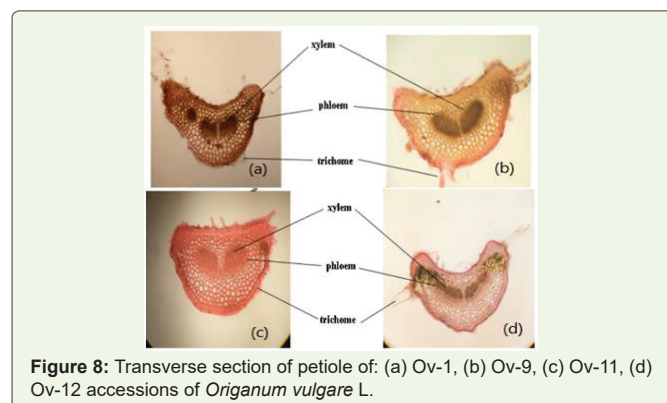 xylem
phloem
trichome
(a)
(b)
xylem
phloem
trichome
(c)
(d)
Figure 8: Transverse section of petiole of: (a) Ov-1, (b) Ov-9, (c) Ov-11, (d)
Ov-12 accessions of Origanum vulgare L.